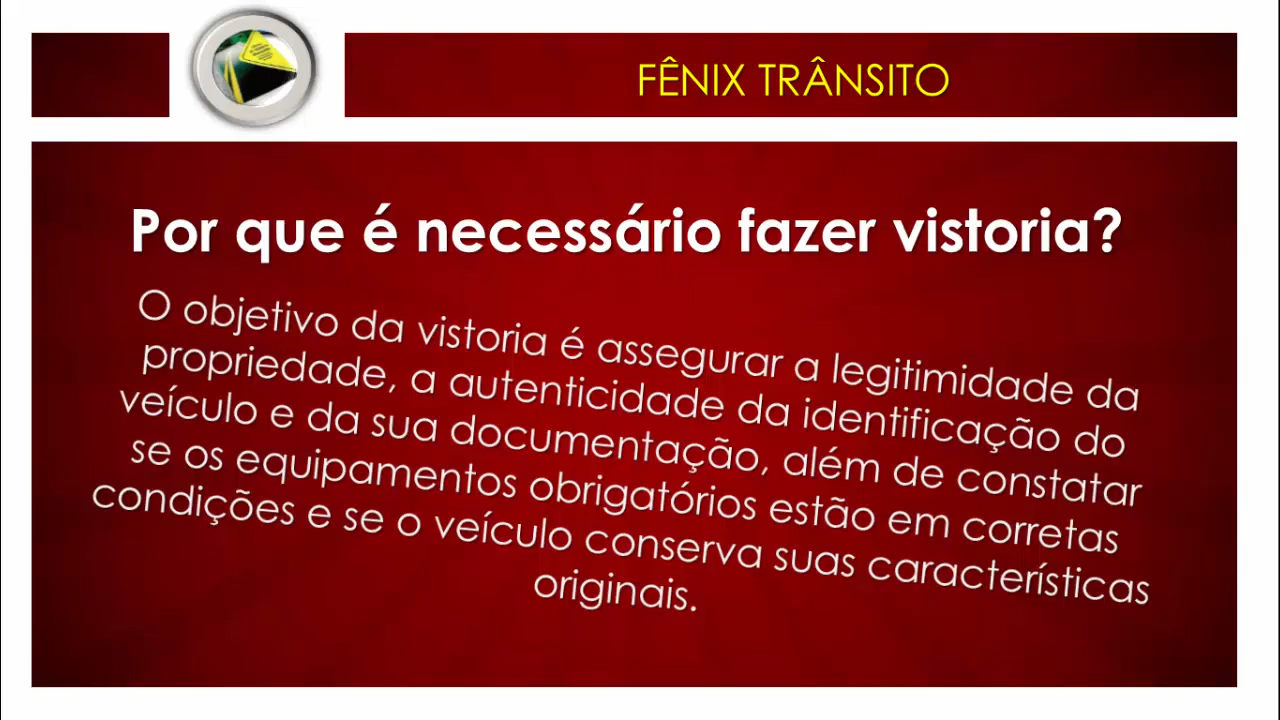 FÊNIX TRÂNSITO
Por que é necessário fazer vistoria?
O objetivo da vistoria é assegurar a legitimidade da
propriedade, a autenticidade da identificação do
veículo e da sua documentação, além de constatar
se os equipamentos obrigatórios estão em corretas
condições e se o veículo conserva suas características
originais.